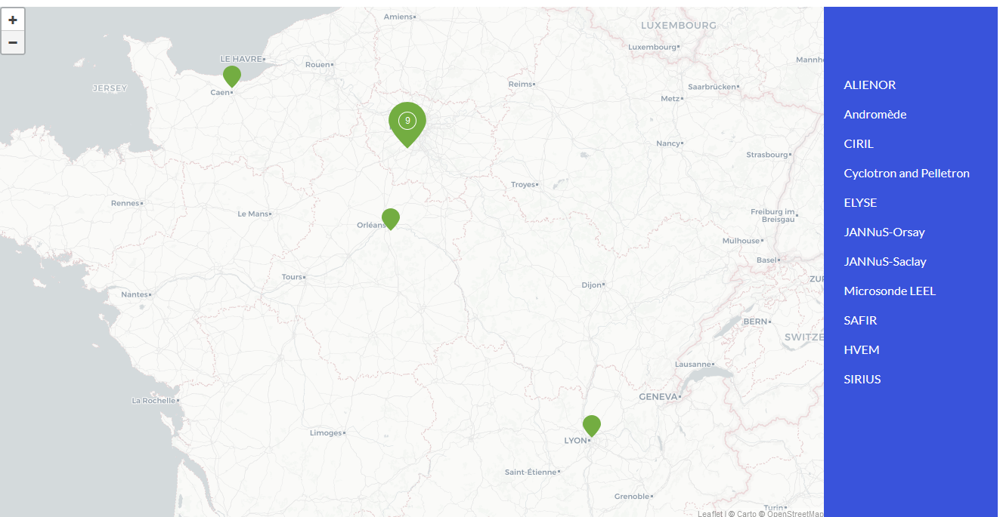 +
−
Amiens
LUXEMBOURG
Luxembourg
LE HAVRE
Rouen
Reims
Saarbrücken
JERSEY
Caen
Metz
9
Nancy
Strasbourg
Troyes
Rennes
Le Mans
Orléans
Freiburg im
Breisgau
Mulhouse
Basel
Tours
Dijon
Nantes
BERN
Lausanne
La Rochelle
GENEVA
Limoges
LYON
Saint-Étienne
Grenoble
Turin
Leaflet | © Carto © OpenStreetMap
ALIENOR
Andromède
CIRIL
Cyclotron and Pelletron
ELYSE
JANNuS-Orsay
JANNuS-Saclay
Microsonde LEEL
SAFIR
HVEM
SIRIUS